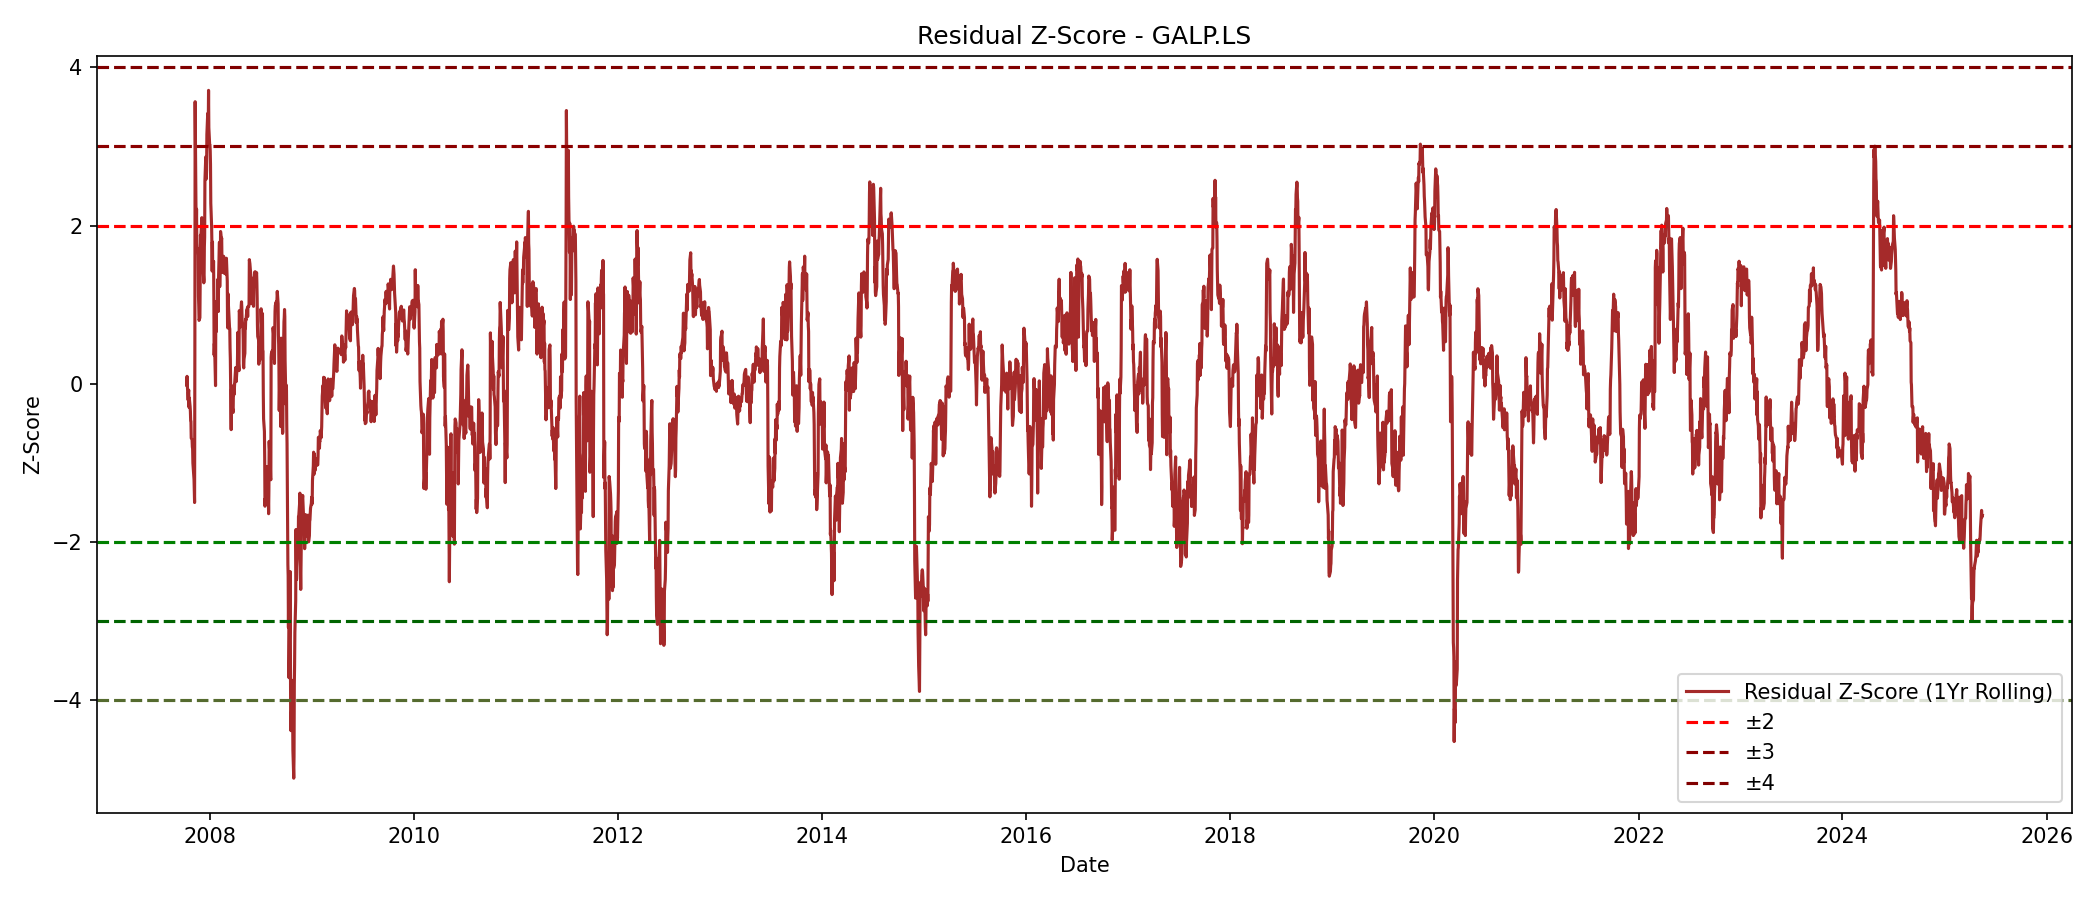 Residual Z-Score - GALP.LS
4
3
2
0
−2
−3
−4
Z-Score
2008 2010 2012 2014 2016 2018 2020 2022 2024 2026
Date
Residual Z-Score (1Yr Rolling)
±2
±3
±4